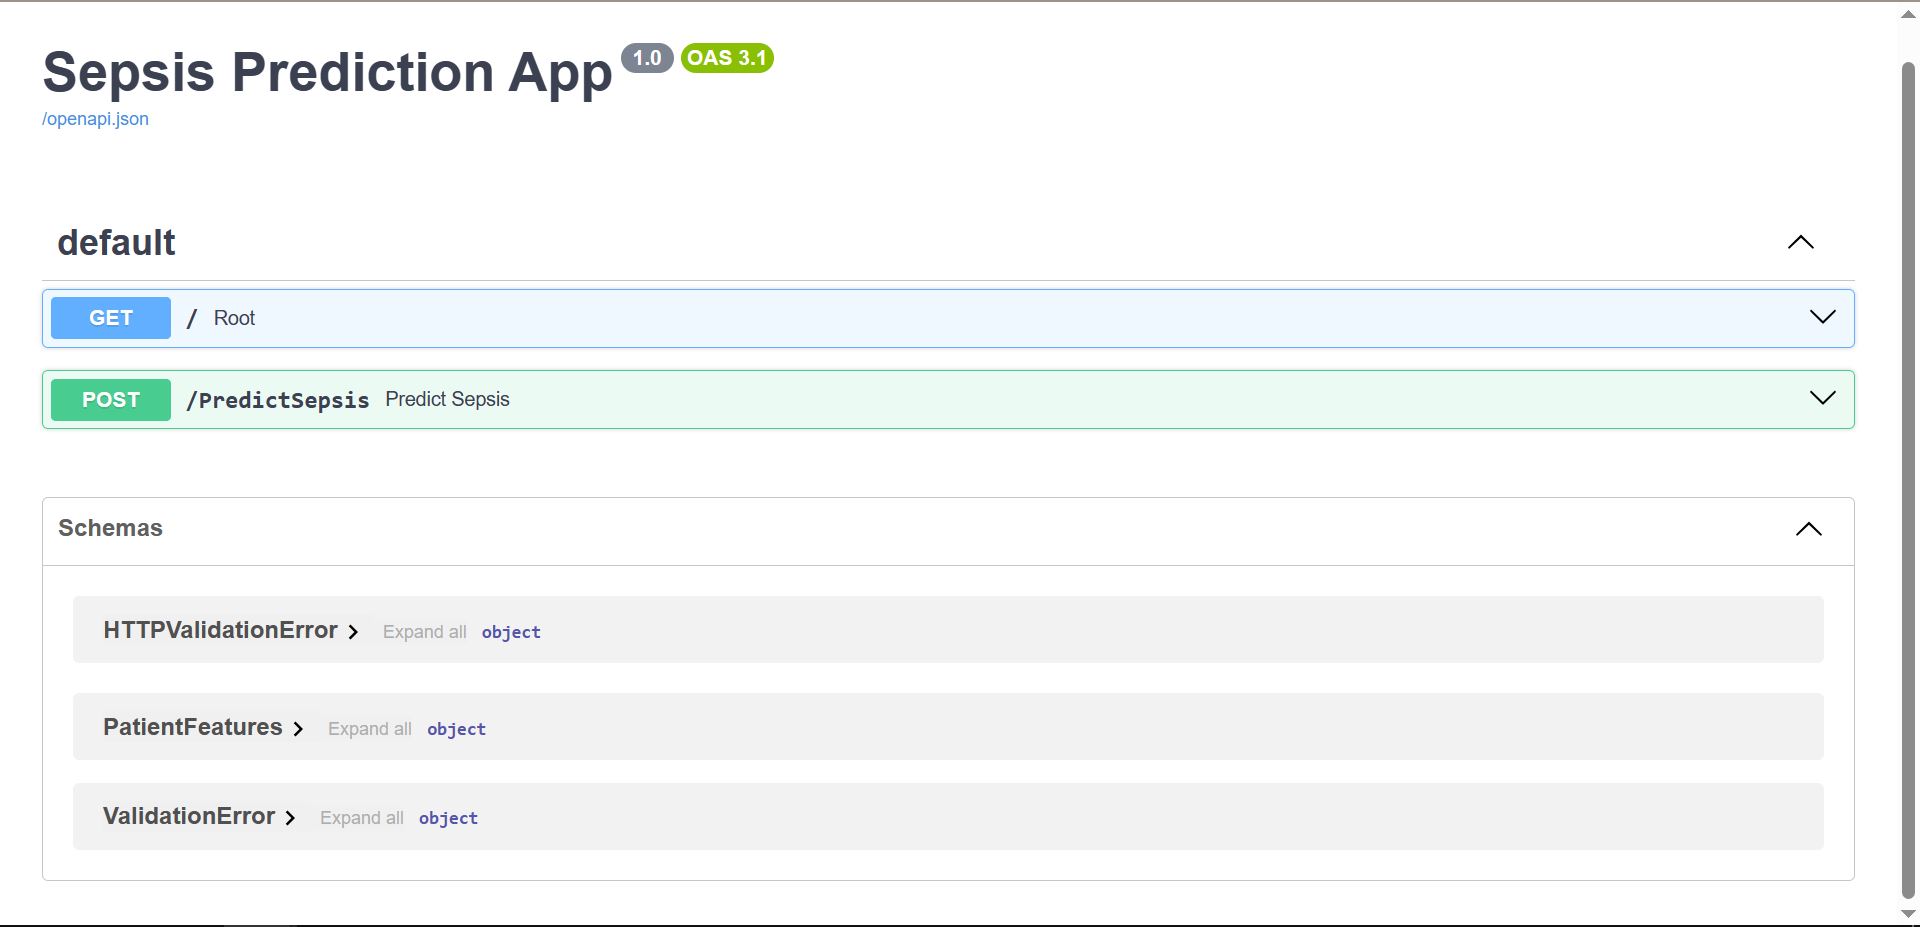 Sepsis Prediction App 1.0 OAS 3.1
/openapi.json
default
GET / Root
POST /PredictSepsis Predict Sepsis
Schemas
HTTPValidationError Expand all object
PatientFeatures Expand all object
ValidationError Expand all object